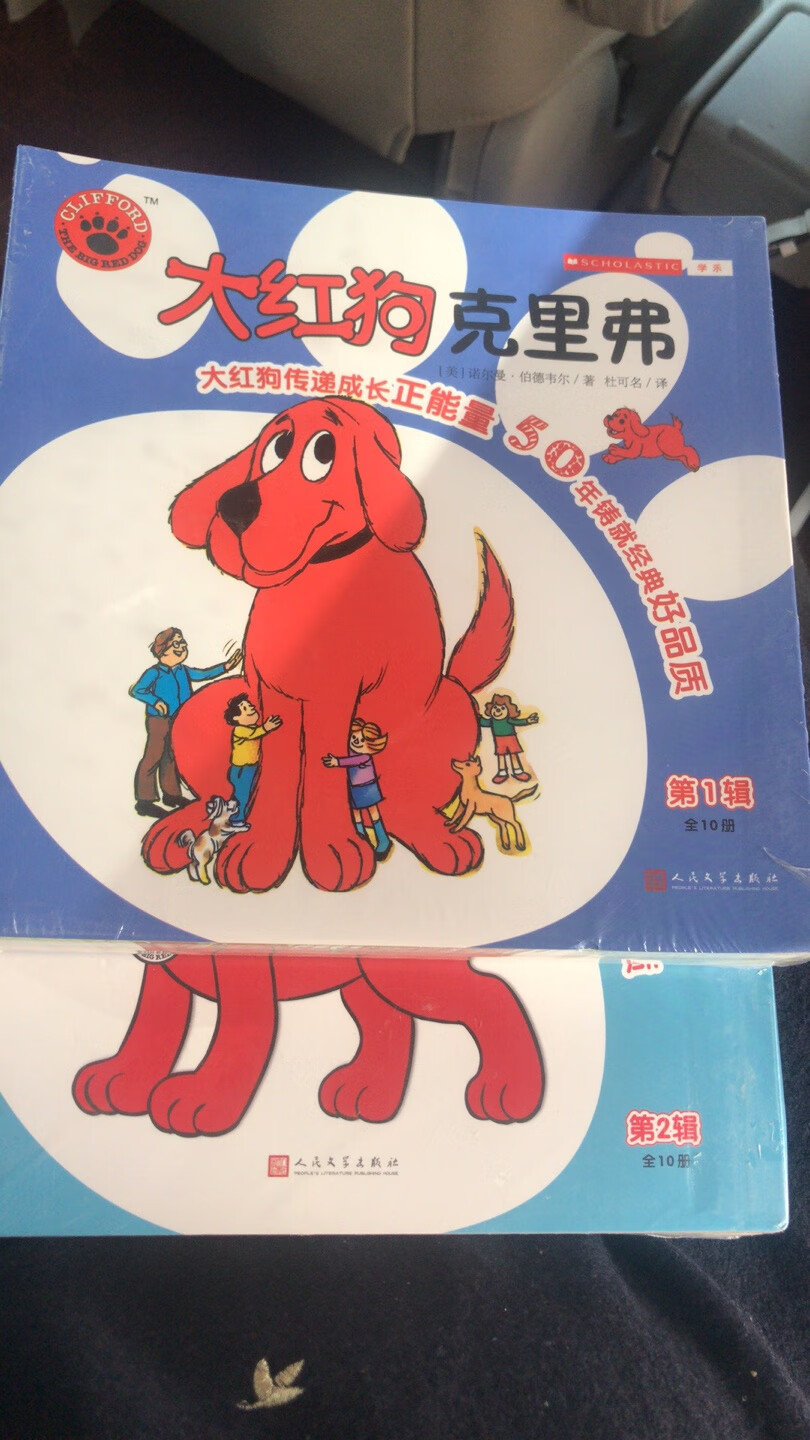 CLIFFORD
THE BIG RED DOG
TM
SCHOLASTIC 学乐
大红狗 克里弗
[美] 诺尔曼·伯德韦尔 / 著 杜可名 / 译
大红狗传递成长正能量
50年铸就经典好品质
第1辑
全10册
人民文学出版社
PEOPLE'S LITERATURE PUBLISHING HOUSE
第2辑
全10册
人民文学出版社
PEOPLE'S LITERATURE PUBLISHING HOUSE